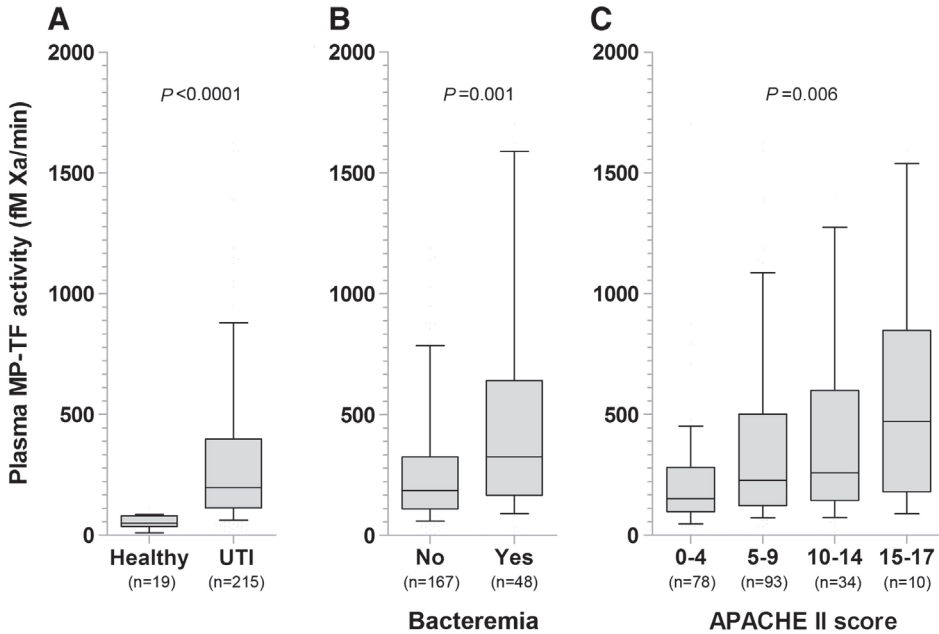 A
B
C
Plasma MP-TF activity (fM Xa/min)
2000
1500
1000
500
0
P<0.0001
Healthy
UTI
(n=19)
(n=215)
2000
1500
1000
500
0
P=0.001
No
Yes
(n=167)
(n=48)
Bacteremia
2000
1500
1000
500
0
P=0.006
0-4
5-9
10-14
15-17
(n=78)
(n=93)
(n=34)
(n=10)
APACHE II score